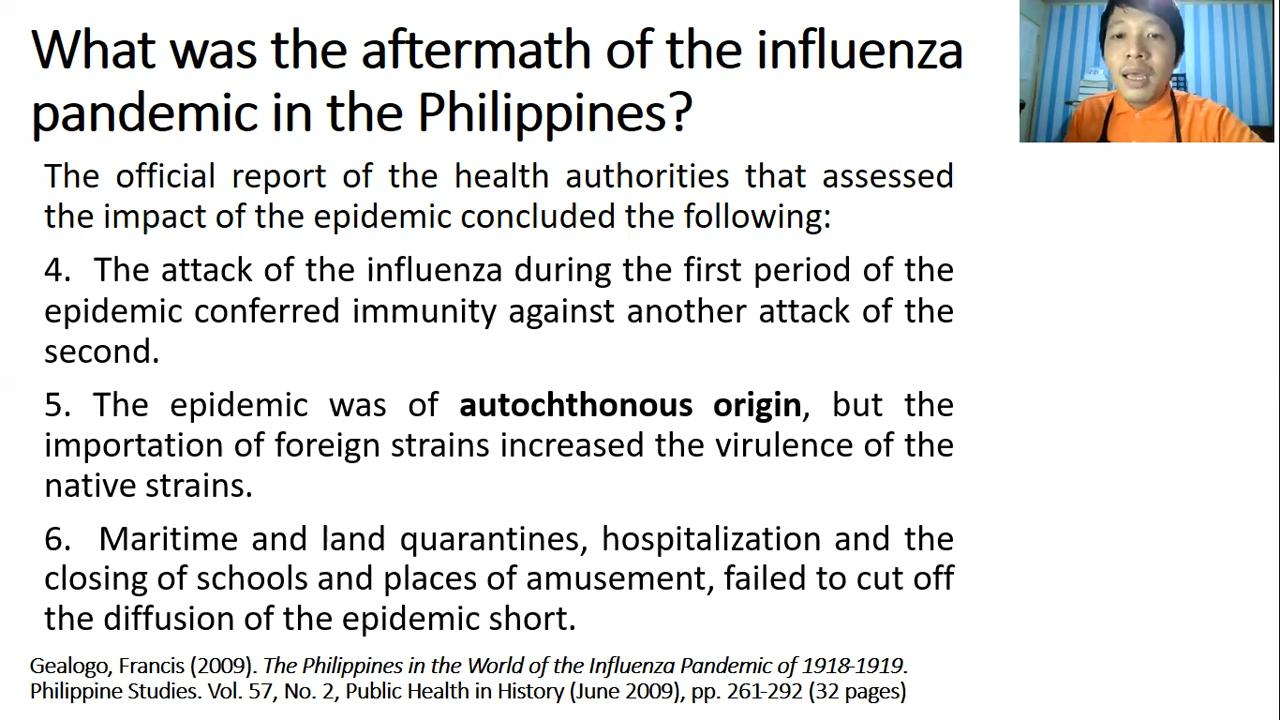 What was the aftermath of the influenza
pandemic in the Philippines?
The official report of the health authorities that assessed
the impact of the epidemic concluded the following:
4. The attack of the influenza during the first period of the
epidemic conferred immunity against another attack of the
second.
5. The epidemic was of autochthonous origin, but the
importation of foreign strains increased the virulence of the
native strains.
6. Maritime and land quarantines, hospitalization and the
closing of schools and places of amusement, failed to cut off
the diffusion of the epidemic short.
Gealogo, Francis (2009). The Philippines in the World of the Influenza Pandemic of 1918-1919.
Philippine Studies. Vol. 57, No. 2, Public Health in History (June 2009), pp. 261-292 (32 pages)